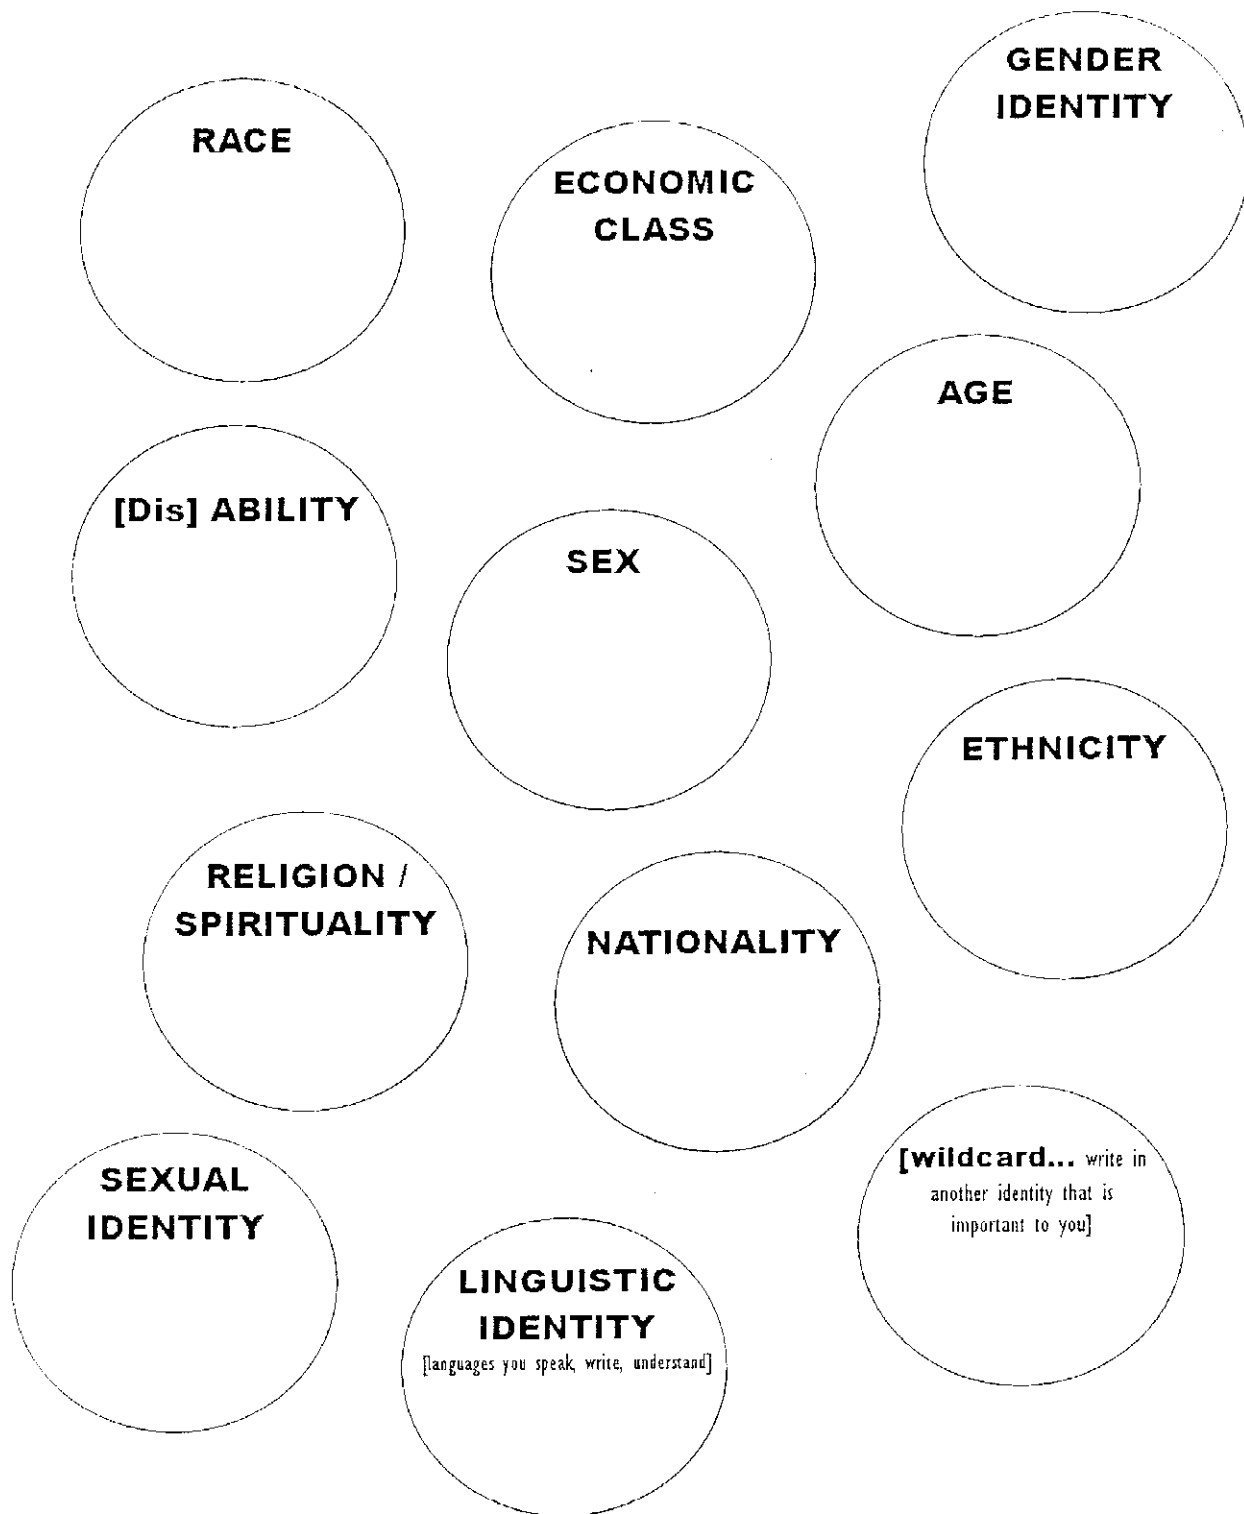 GENDER
IDENTITY
RACE
ECONOMIC
CLASS
AGE
[Dis] ABILITY
SEX
ETHNICITY
RELIGION /
SPIRITUALITY
NATIONALITY
[wildcard... write in
another identity that is
important to you]
SEXUAL
IDENTITY
LINGUISTIC
IDENTITY
[languages you speak, write, understand]